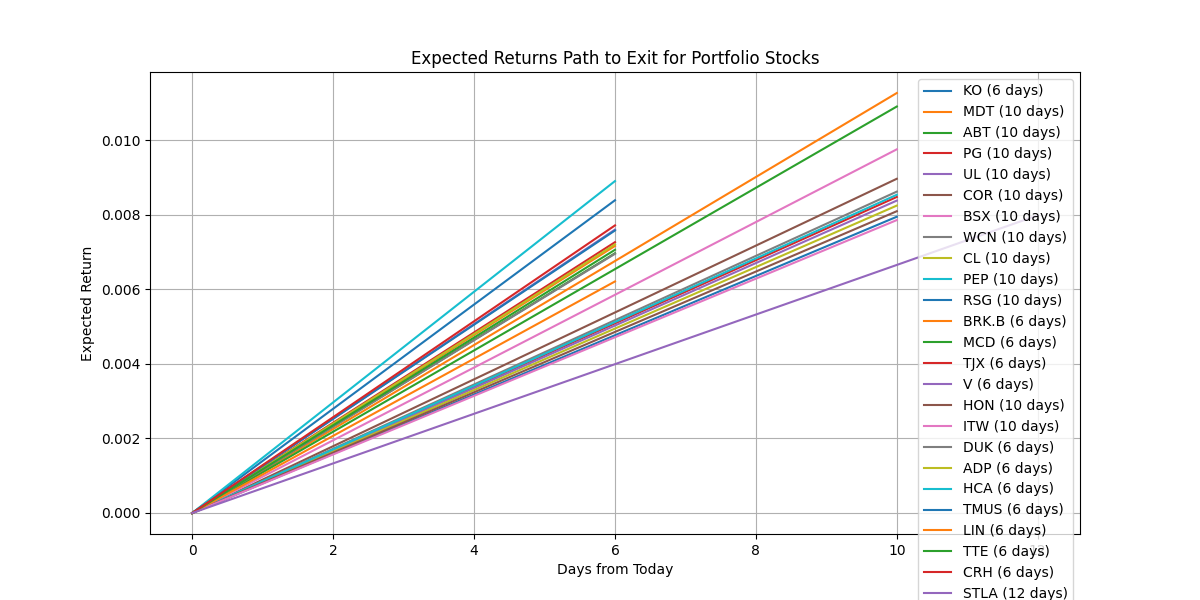 Expected Returns Path to Exit for Portfolio Stocks
Expected Return
0.010
0.008
0.006
0.004
0.002
0.000
0
2
4
6
8
10
Days from Today
KO (6 days)
MDT (10 days)
ABT (10 days)
PG (10 days)
UL (10 days)
COR (10 days)
BSX (10 days)
WCN (10 days)
CL (10 days)
PEP (10 days)
RSG (10 days)
BRK.B (6 days)
MCD (6 days)
TJX (6 days)
V (6 days)
HON (10 days)
ITW (10 days)
DUK (6 days)
ADP (6 days)
HCA (6 days)
TMUS (6 days)
LIN (6 days)
TTE (6 days)
CRH (6 days)
STLA (12 days)